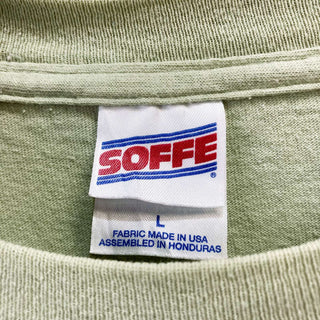 SOFFE®
L
FABRIC MADE IN USA
ASSEMBLED IN HONDURAS